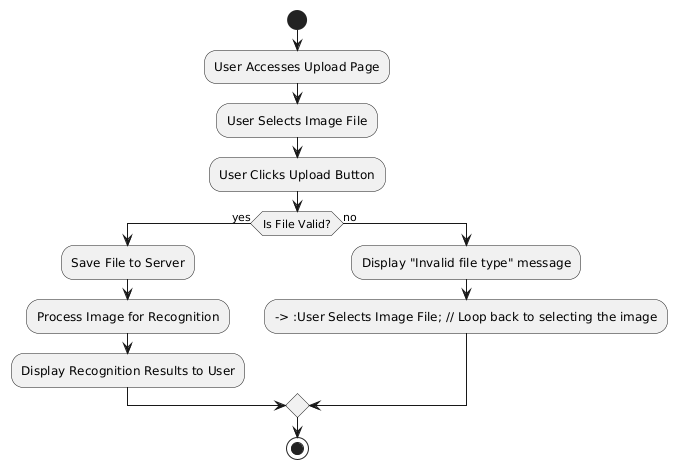 User Accesses Upload Page
User Selects Image File
User Clicks Upload Button
yes
Is File Valid?
no
Save File to Server
Display "Invalid file type" message
Process Image for Recognition
-> :User Selects Image File; // Loop back to selecting the image
Display Recognition Results to User